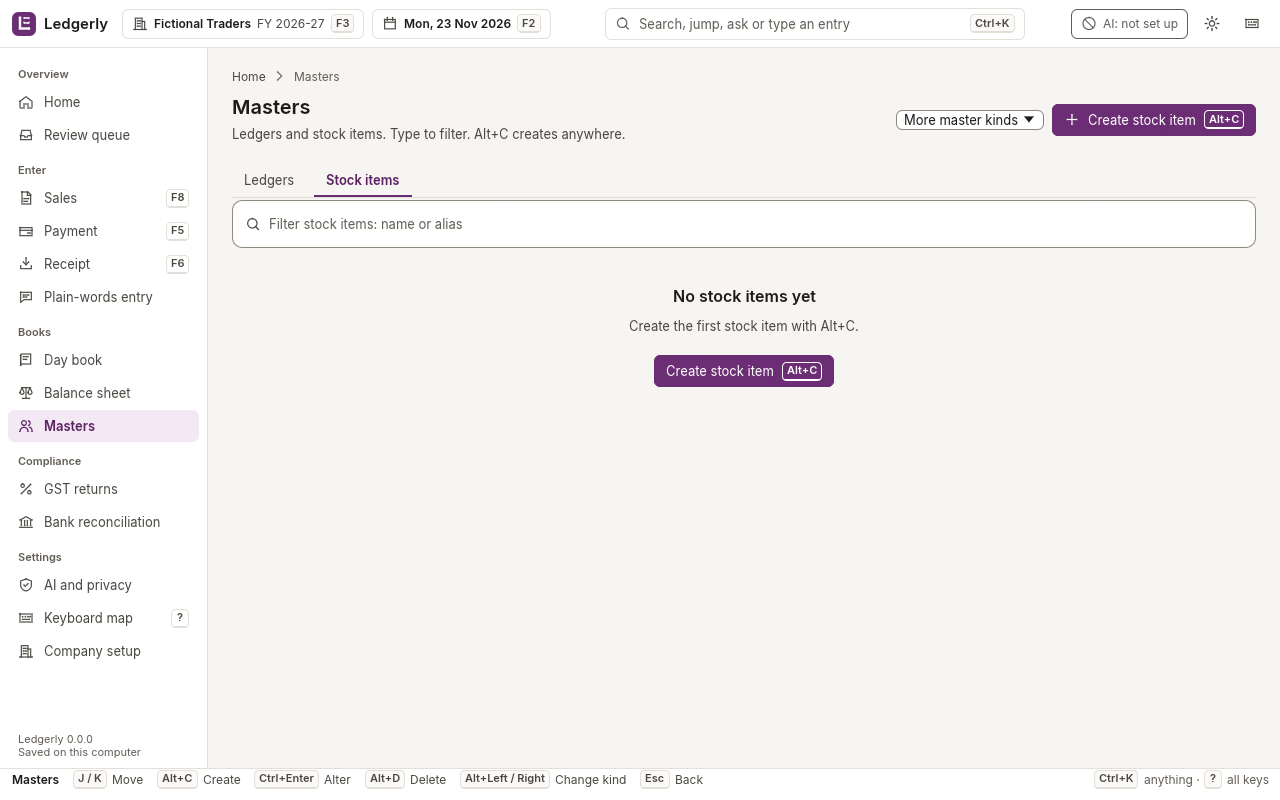 Ledgerly
Fictional Traders FY 2026-27 F3
Mon, 23 Nov 2026 F2
Search, jump, ask or type an entry Ctrl+K
AI: not set up
Overview
Home
Review queue
Enter
Sales F8
Payment F5
Receipt F6
Plain-words entry
Books
Day book
Balance sheet
Masters
Compliance
GST returns
Bank reconciliation
Settings
AI and privacy
Keyboard map ?
Company setup
Ledgerly 0.0.0
Saved on this computer
Home Masters
Masters
Ledgers and stock items. Type to filter. Alt+C creates anywhere.
More master kinds
Create stock item Alt+C
Ledgers Stock items
Filter stock items: name or alias
No stock items yet
Create the first stock item with Alt+C.
Create stock item Alt+C
Masters J / K Move Alt+C Create Ctrl+Enter Alter Alt+D Delete Alt+Left / Right Change kind Esc Back Ctrl+K anything · ? all keys